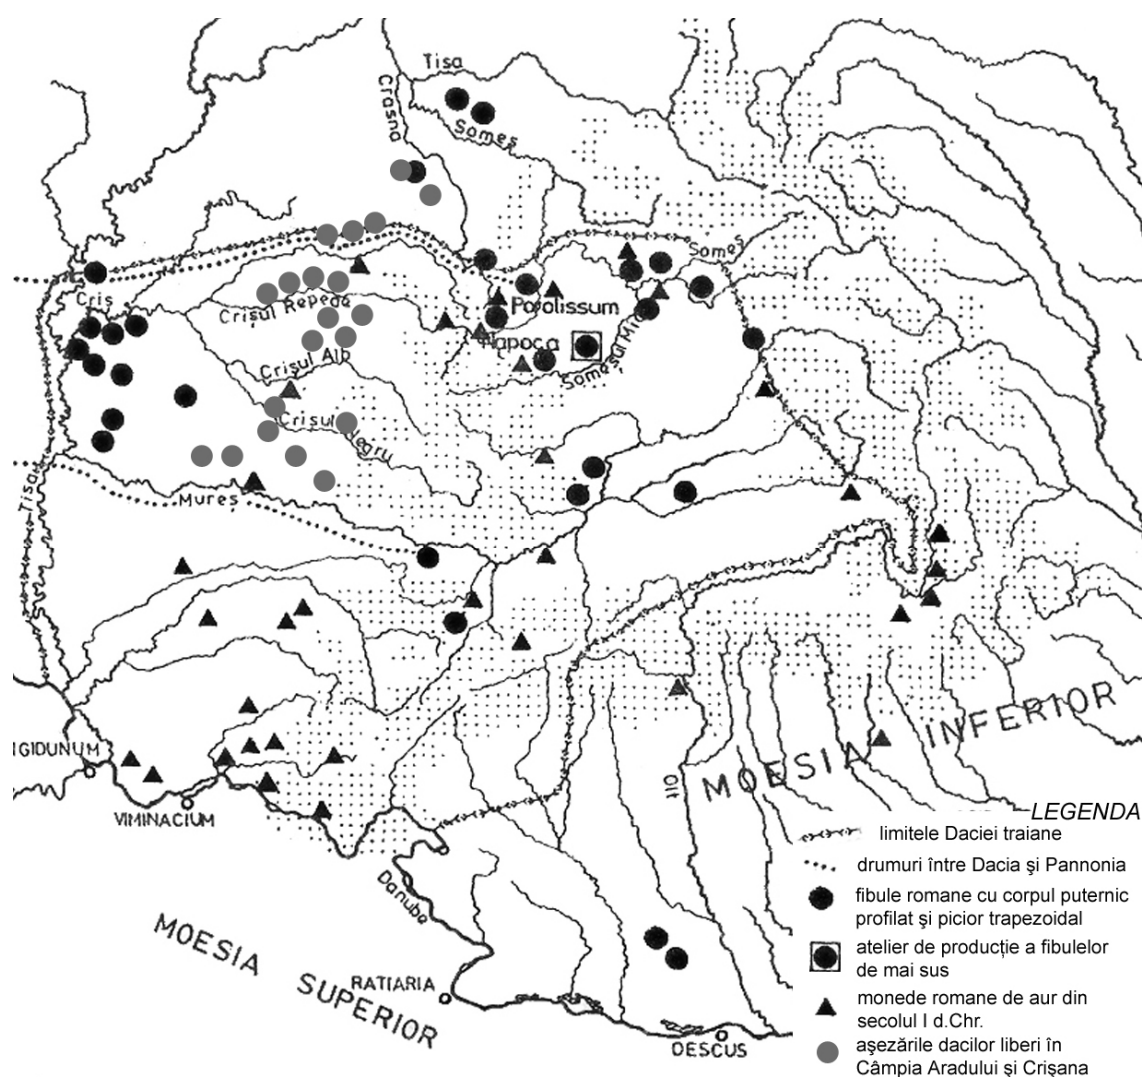 Tisa
Crasna
Someș
Someș
Cris
Crișul Repede
Porolissum
Napoca
Someșul Mic
Crișul Alb
Crisul Negru
Tisa
Mureș
IGIDUNUM
VIMINACIUM
Olt
MOESIA INFERIOR
Danube
MOESIA SUPERIOR
RATIARIA
OESCUS
LEGENDA
limitele Daciei traiane
drumuri între Dacia şi Pannonia
fibule romane cu corpul puternic
profilat şi picior trapezoidal
atelier de producţie a fibulelor
de mai sus
monede romane de aur din
secolul I d.Chr.
aşezările dacilor liberi în
Câmpia Aradului şi Crişana